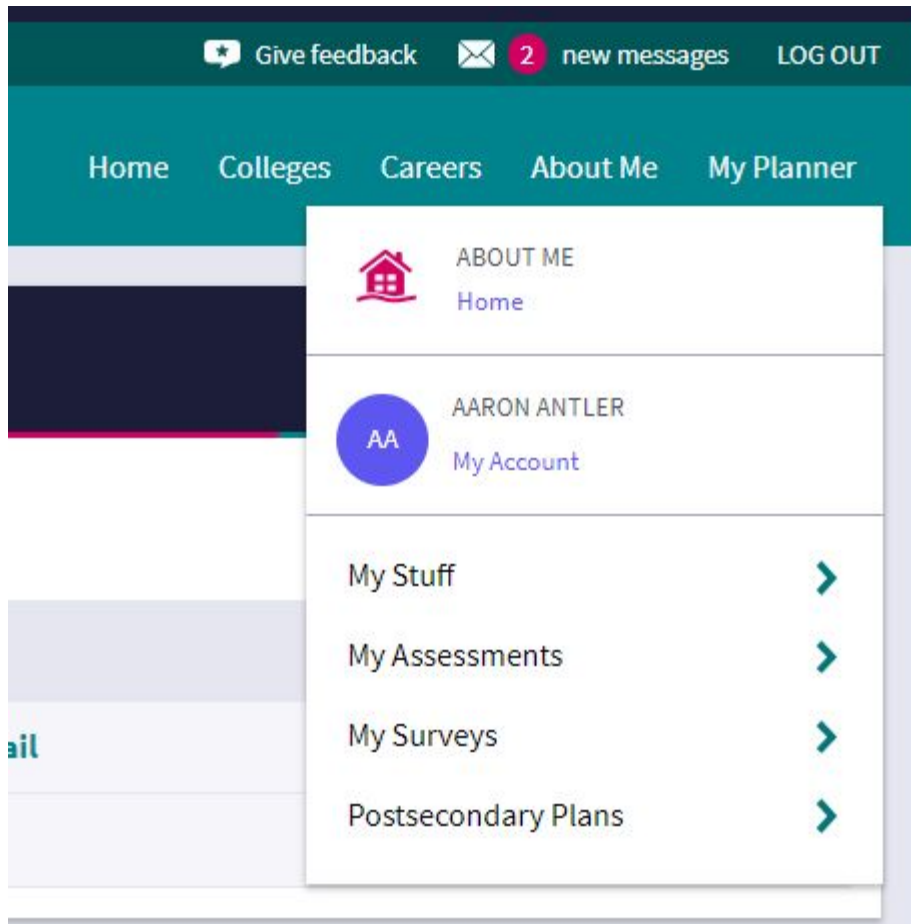 Give feedback 2 new messages LOG OUT
Home Colleges Careers About Me My Planner
ABOUT ME
Home
AARON ANTLER
AA
My Account
My Stuff
My Assessments
My Surveys
ail
Postsecondary Plans